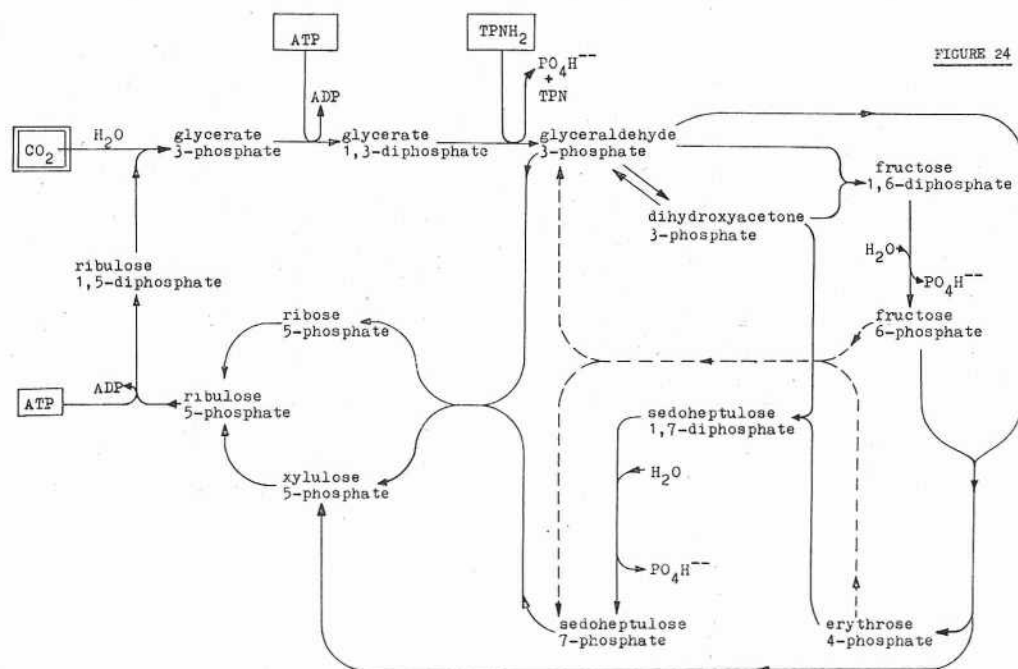 FIGURE 24
ATP
TPNH₂
PO₄H⁻⁻
+
TPN
ADP
CO₂
H₂O
glycerate
3-phosphate
glycerate
1,3-diphosphate
glyceraldehyde
3-phosphate
fructose
1,6-diphosphate
dihydroxyacetone
3-phosphate
H₂O
PO₄H⁻⁻
ribulose
1,5-diphosphate
ribose
5-phosphate
fructose
6-phosphate
ATP
ADP
ribulose
5-phosphate
sedoheptulose
1,7-diphosphate
xylulose
5-phosphate
H₂O
PO₄H⁻⁻
sedoheptulose
7-phosphate
erythrose
4-phosphate